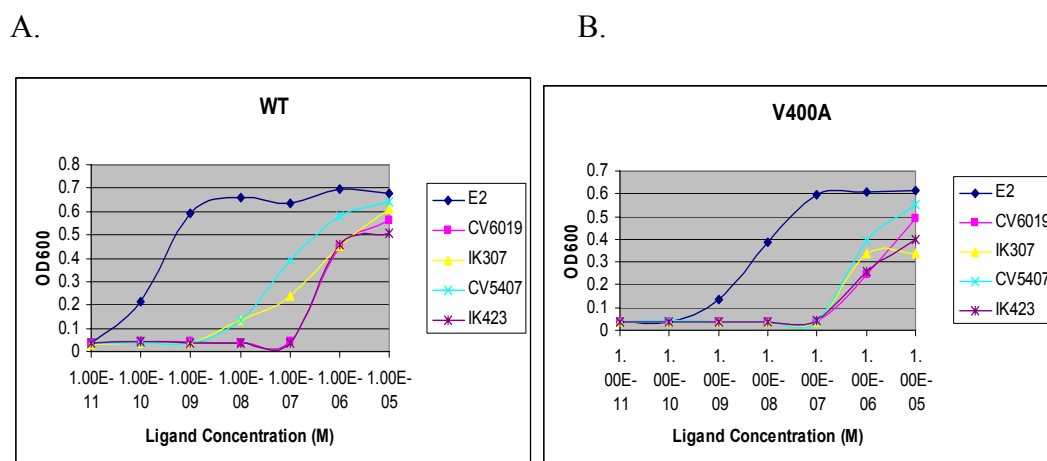 A.
B.
WT
0.8
0.7
0.6
0.5
0.4
0.3
0.2
0.1
0
OD600
1.00E-
11
1.00E-
10
1.00E-
09
1.00E-
08
1.00E-
07
1.00E-
06
1.00E-
05
Ligand Concentration (M)
E2
CV6019
IK307
CV5407
IK423
V400A
0.7
0.6
0.5
0.4
0.3
0.2
0.1
0
OD600
1.
00E-
11
1.
00E-
10
1.
00E-
09
1.
00E-
08
1.
00E-
07
1.
00E-
06
1.
00E-
05
Ligand Concentration (M)
E2
CV6019
IK307
CV5407
IK423